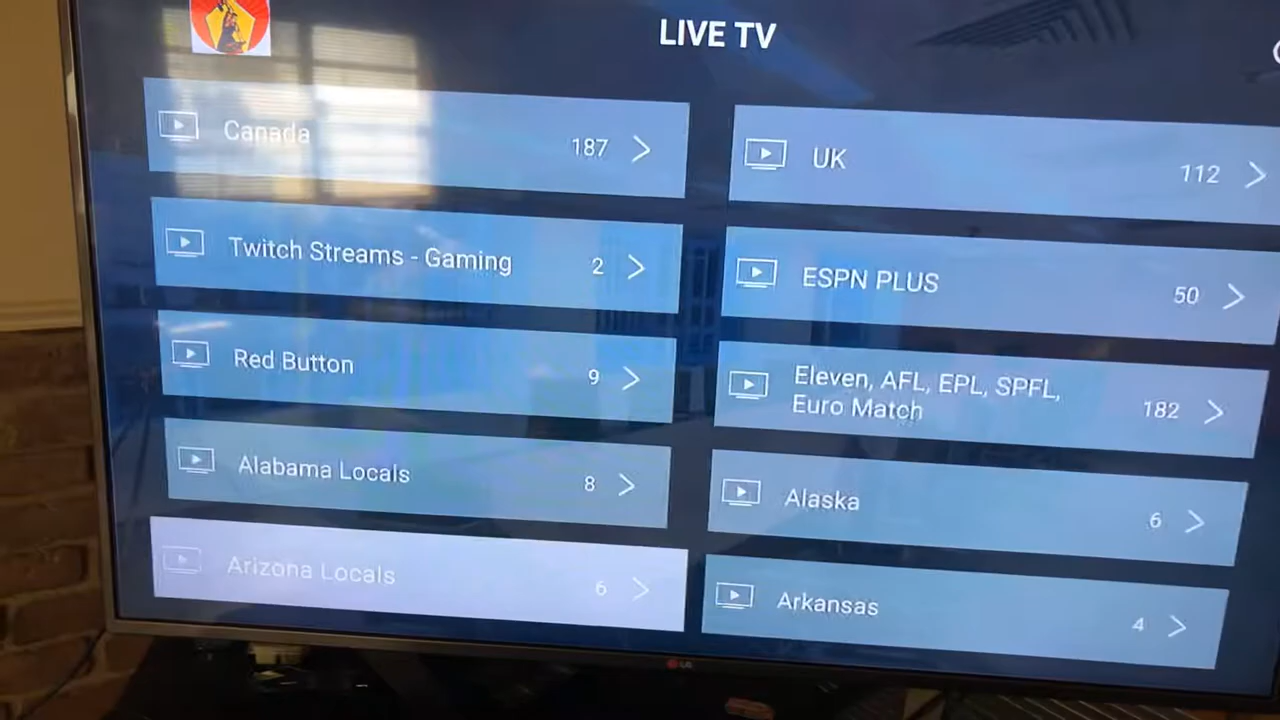 LIVE TV
Canada 187
UK 112
Twitch Streams - Gaming 2
ESPN PLUS 50
Red Button 9
Eleven, AFL, EPL, SPFL,
Euro Match 182
Alabama Locals 8
Alaska 6
Arizona Locals 6
Arkansas 4
LG